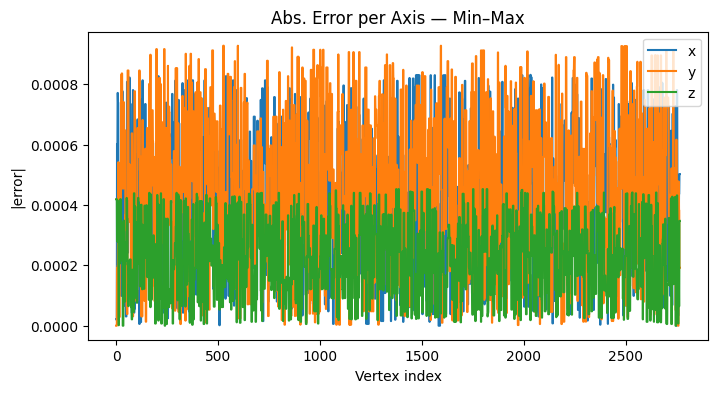 Abs. Error per Axis — Min–Max
x
y
z
0.0008
0.0006
0.0004
0.0002
0.0000
|error|
0
500
1000
1500
2000
2500
Vertex index